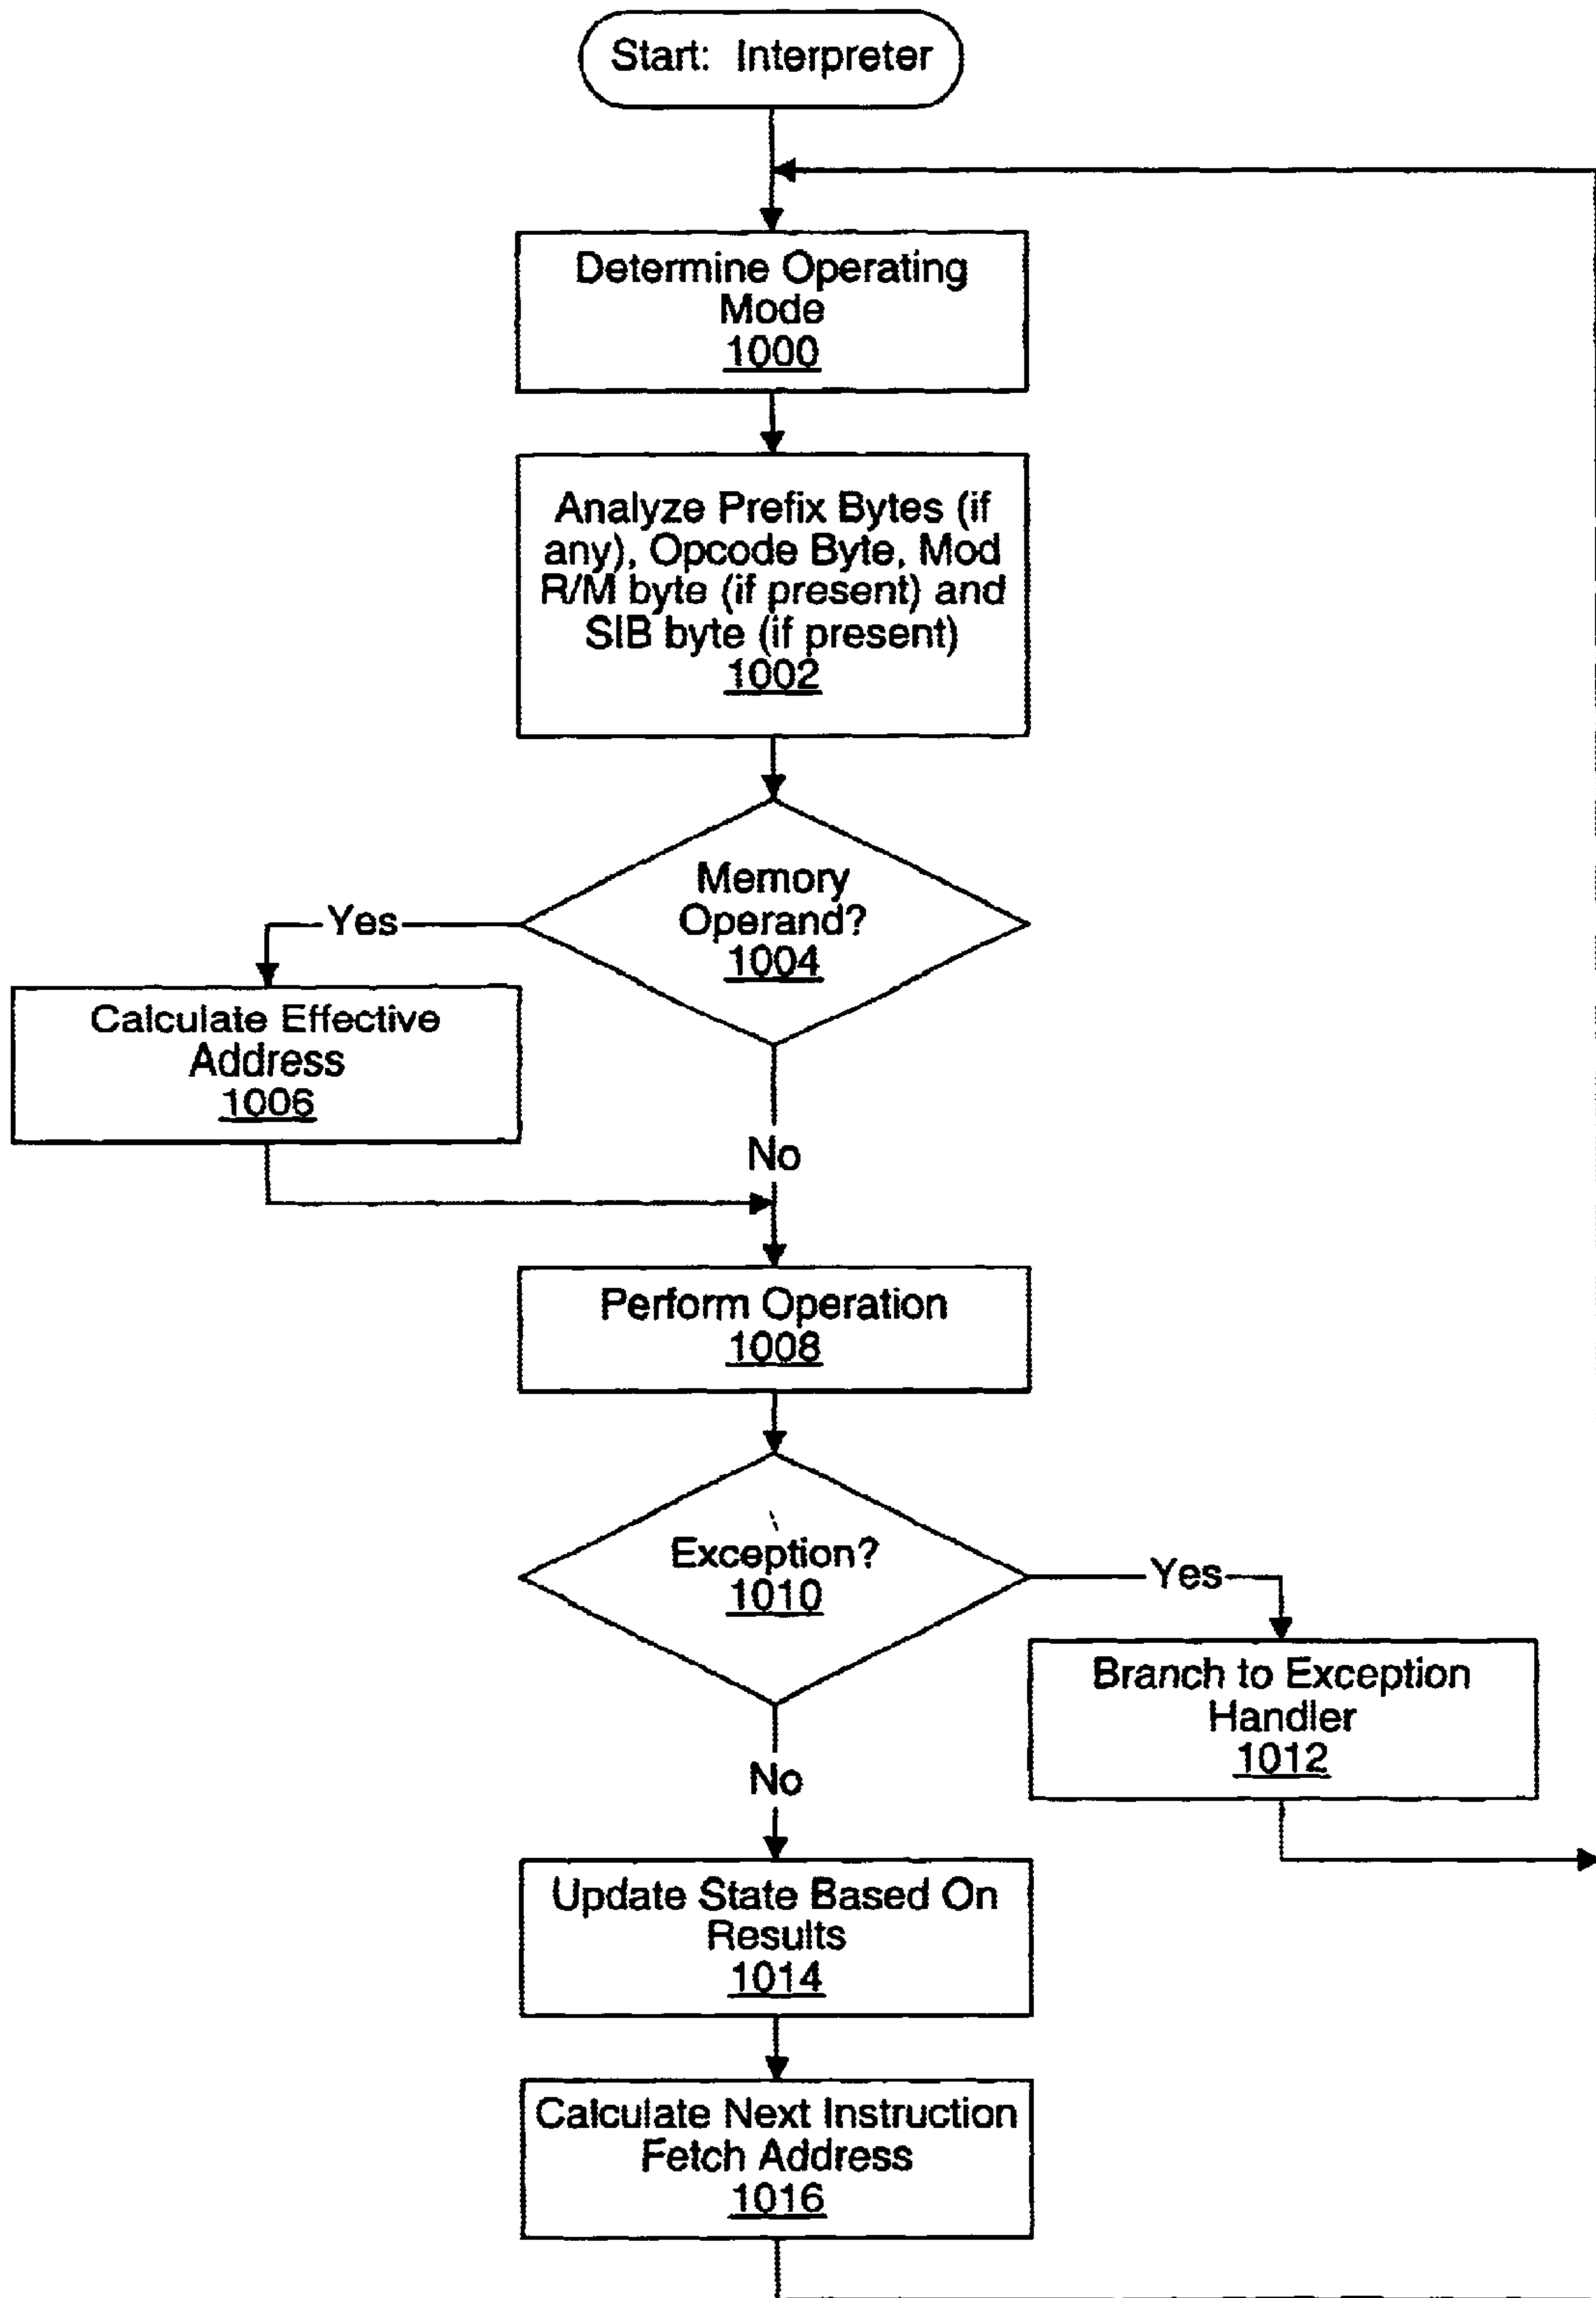 Start: Interpreter
Determine Operating
Mode
1000
Analyze Prefix Bytes (if
any), Opcode Byte, Mod
R/M byte (if present) and
SIB byte (if present)
1002
Memory
Operand?
1004
Yes
Calculate Effective
Address
1006
No
Perform Operation
1008
Exception?
1010
Yes
Branch to Exception
Handler
1012
No
Update State Based On
Results
1014
Calculate Next Instruction
Fetch Address
1016